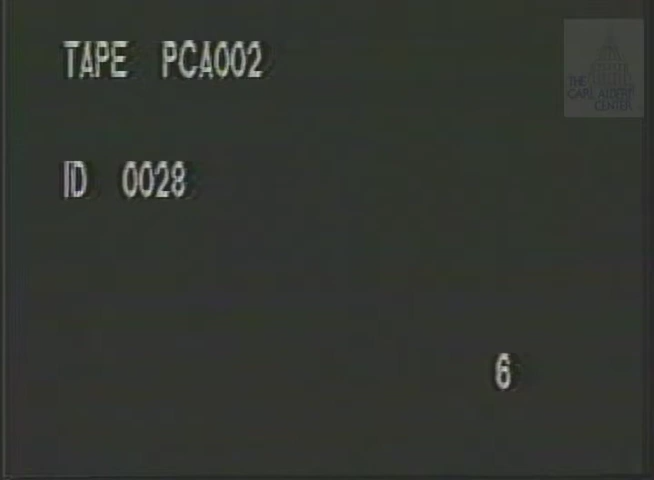 TAPE PCA002
THE
CARL ALBERT
CENTER
ID 0028
6